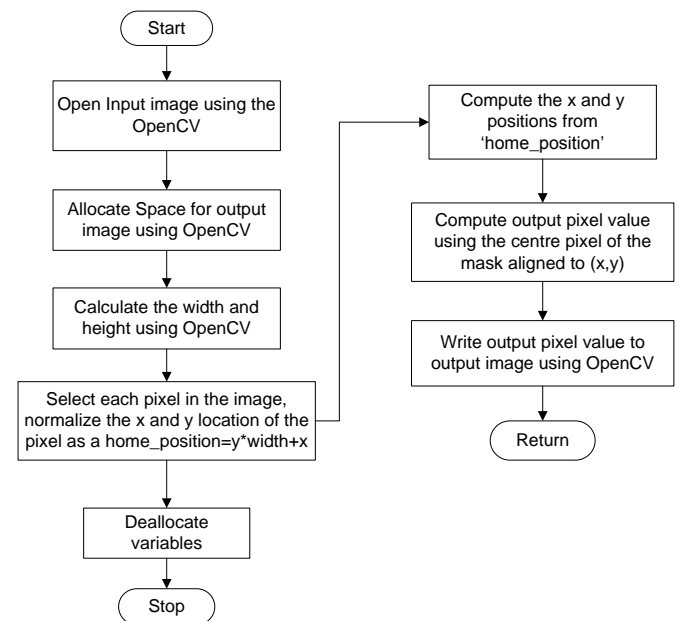 Start
Open Input image using the
OpenCV
Allocate Space for output
image using OpenCV
Calculate the width and
height using OpenCV
Select each pixel in the image,
normalize the x and y location of the
pixel as a home_position=y*width+x
Deallocate
variables
Stop
Compute the x and y
positions from
‘home_position’
Compute output pixel value
using the centre pixel of the
mask aligned to (x,y)
Write output pixel value to
output image using OpenCV
Return